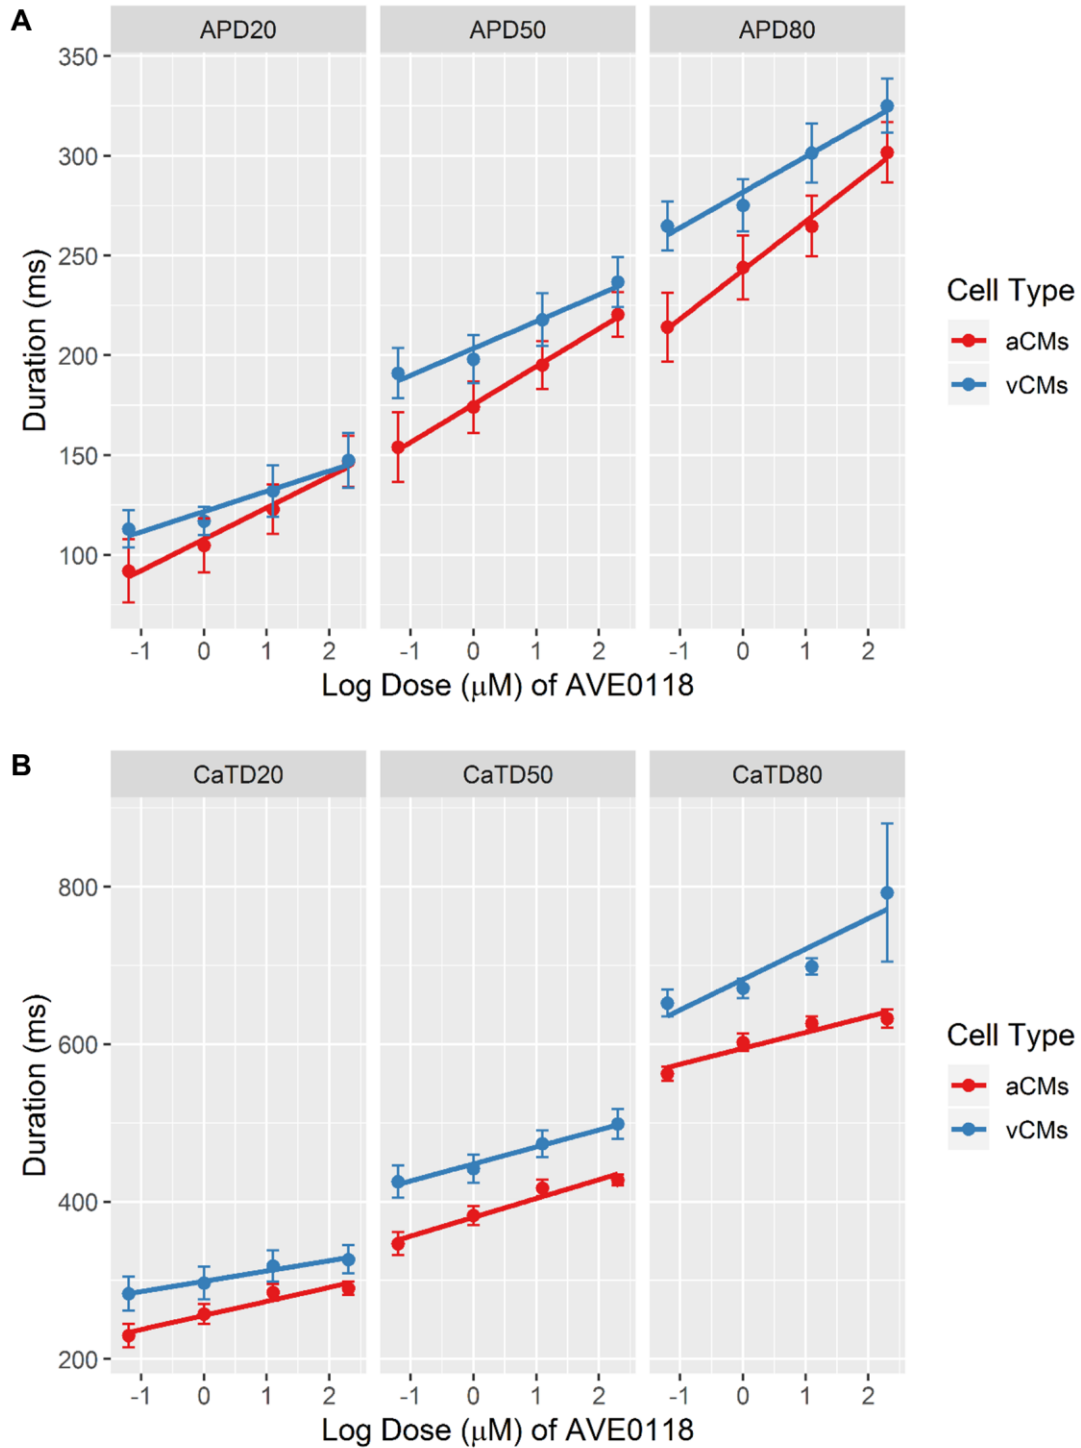 A
APD20 APD50 APD80
350
300
250
200
150
100
Duration (ms)
-1 0 1 2 -1 0 1 2 -1 0 1 2
Log Dose (μM) of AVE0118
Cell Type
aCMs
vCMs
B
CaTD20 CaTD50 CaTD80
800
600
400
200
Duration (ms)
-1 0 1 2 -1 0 1 2 -1 0 1 2
Log Dose (μM) of AVE0118
Cell Type
aCMs
vCMs